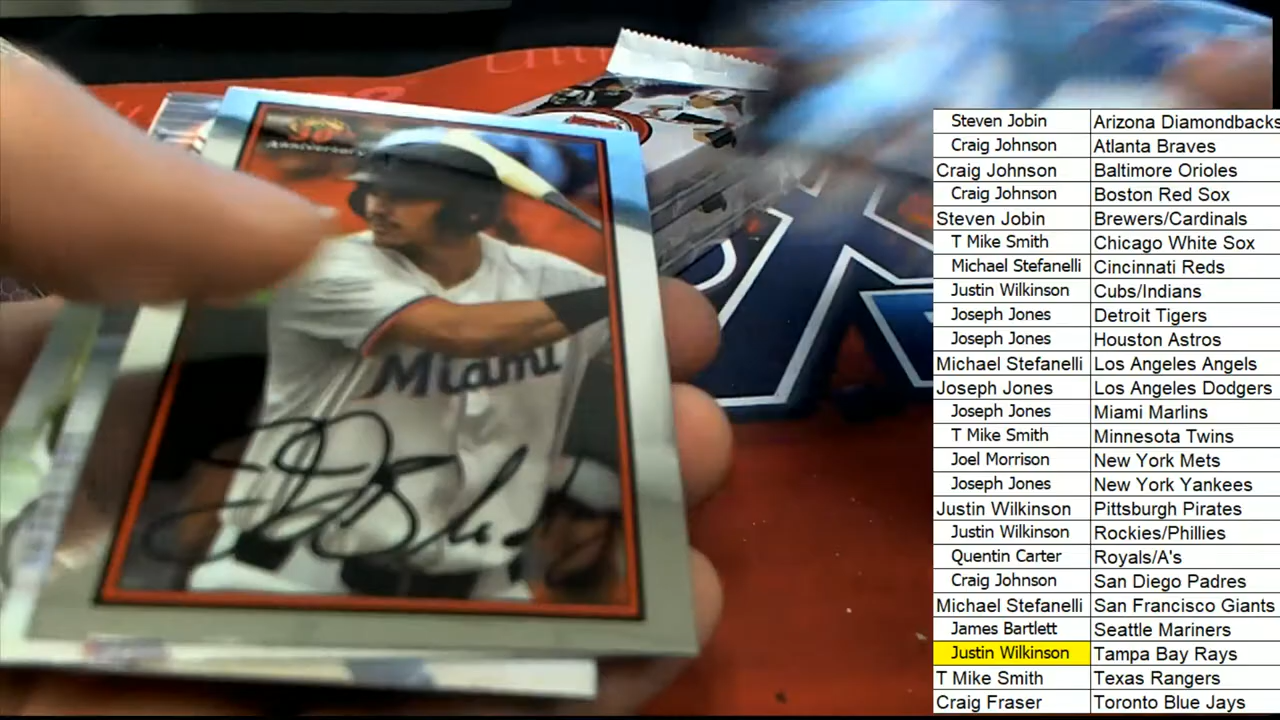 Anniversary
Miami
Steven Jobin Arizona Diamondbacks
Craig Johnson Atlanta Braves
Craig Johnson Baltimore Orioles
Craig Johnson Boston Red Sox
Steven Jobin Brewers/Cardinals
T Mike Smith Chicago White Sox
Michael Stefanelli Cincinnati Reds
Justin Wilkinson Cubs/Indians
Joseph Jones Detroit Tigers
Joseph Jones Houston Astros
Michael Stefanelli Los Angeles Angels
Joseph Jones Los Angeles Dodgers
Joseph Jones Miami Marlins
T Mike Smith Minnesota Twins
Joel Morrison New York Mets
Joseph Jones New York Yankees
Justin Wilkinson Pittsburgh Pirates
Justin Wilkinson Rockies/Phillies
Quentin Carter Royals/A's
Craig Johnson San Diego Padres
Michael Stefanelli San Francisco Giants
James Bartlett Seattle Mariners
Justin Wilkinson Tampa Bay Rays
T Mike Smith Texas Rangers
Craig Fraser Toronto Blue Jays